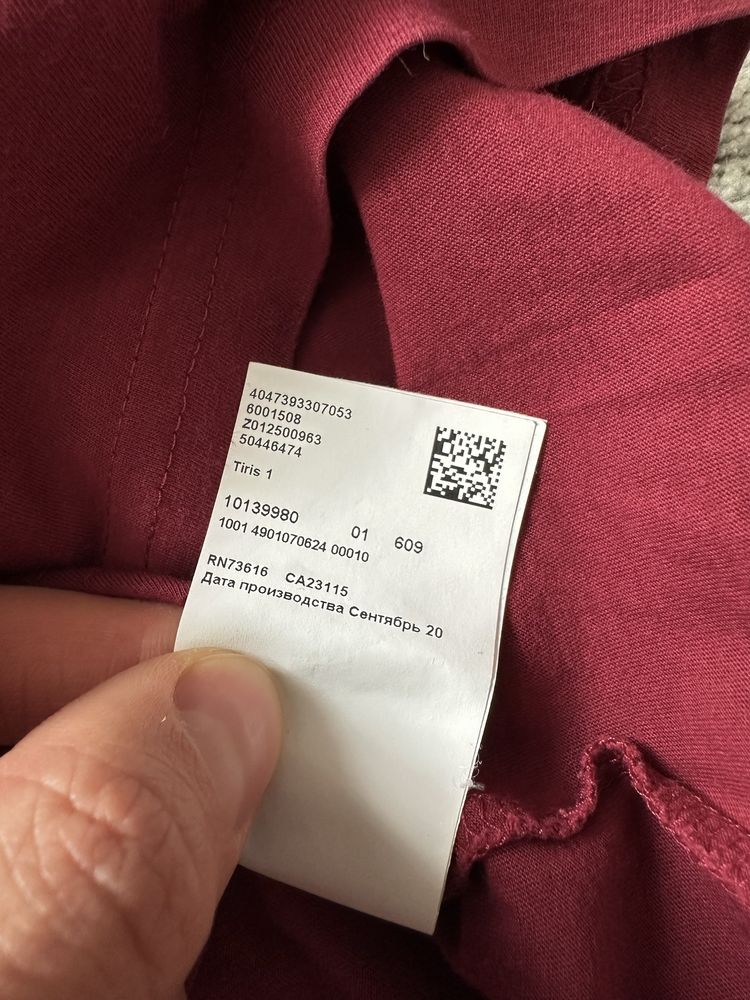 4047393307053
6001508
Z012500963
50446474
Tiris 1
10139980 01 609
1001 4901070624 00010
RN73616 CA23115
Дата производства Сентябрь 20